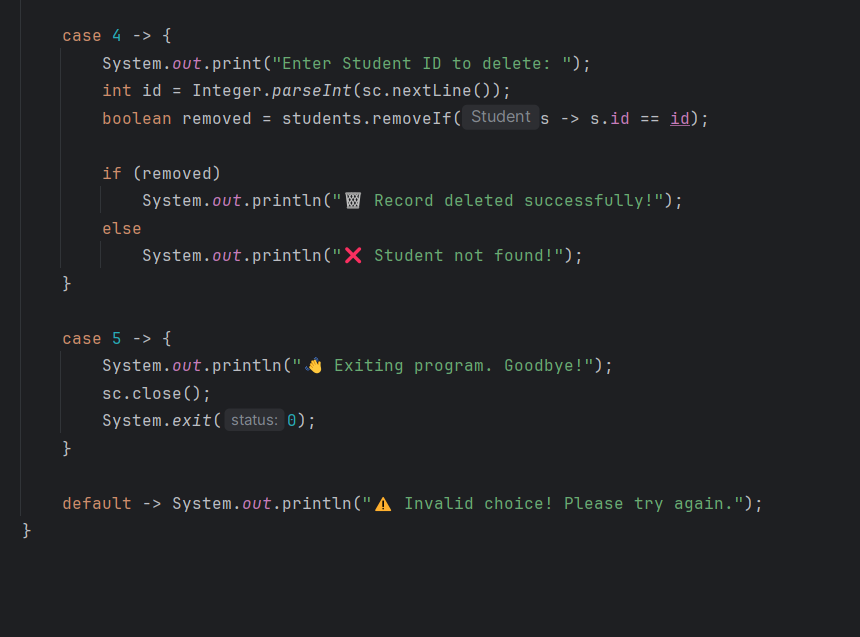 case 4 -> {
System.out.print("Enter Student ID to delete: ");
int id = Integer.parseInt(sc.nextLine());
boolean removed = students.removeIf( Student s -> s.id == id);
if (removed)
System.out.println("🗑 Record deleted successfully!");
else
System.out.println("❌ Student not found!");
}
case 5 -> {
System.out.println("👋 Exiting program. Goodbye!");
sc.close();
System.exit( status: 0);
}
default -> System.out.println("⚠️ Invalid choice! Please try again.");
}